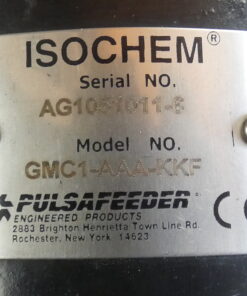 ISOCHEM®
Serial NO.
Model NO.
GMC1-AAA-KKF
PULSAFEEDER®
ENGINEERED PRODUCTS
2883 Brighton Henrietta Town Line Rd.
Rochester, New York 14623